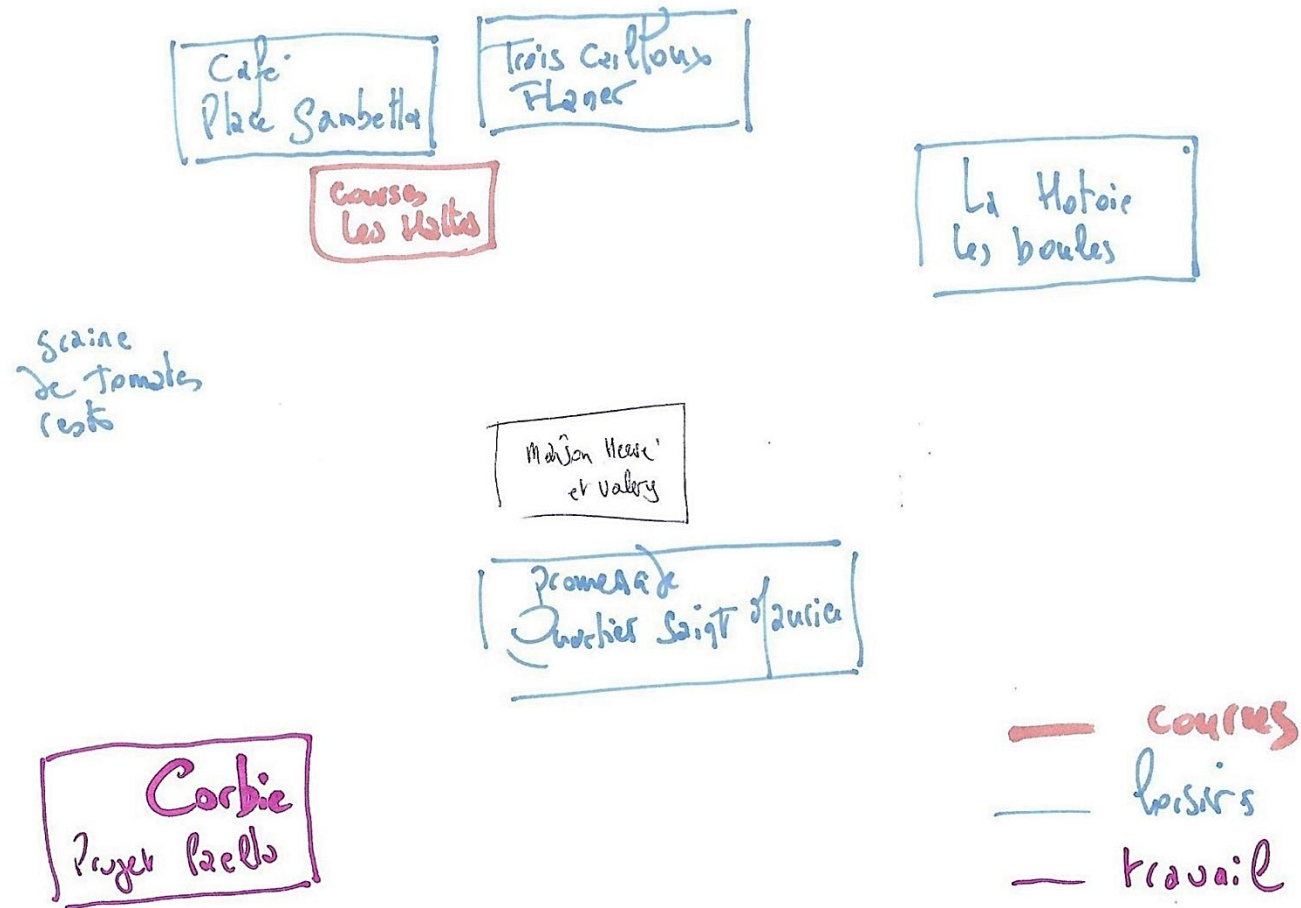 Café
Place Gambetta
Trois Cailloux
Flaner
Courses
Les Halles
La Hotoie
les boules
graine
de tomates
resto
Maison Hervé
et Valery
promenade
Quartier Saint Maurice
Corbie
Projet Paella
courses
loisirs
travail